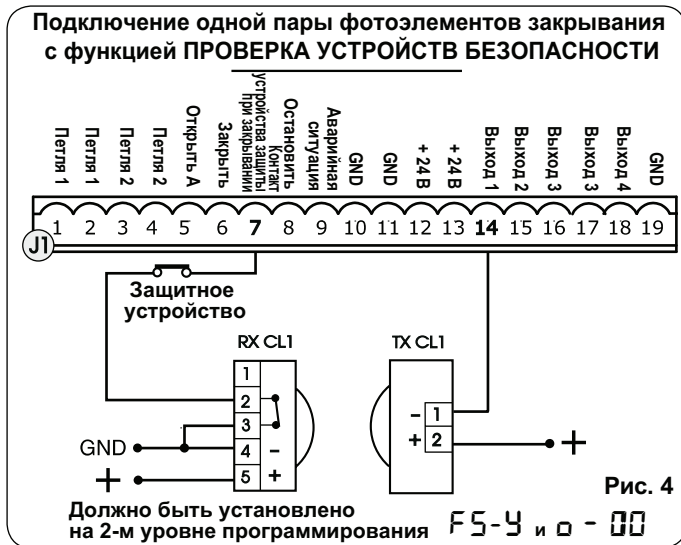 Подключение одной пары фотоэлементов закрывания
с функцией ПРОВЕРКА УСТРОЙСТВ БЕЗОПАСНОСТИ
Петля 1
Петля 1
Петля 2
Петля 2
Открыть А
Закрыть
Контакт
устройства защиты
при закрывании
Остановить
Аварийная
ситуация
GND
GND
+ 24 В
+ 24 В
Выход 1
Выход 2
Выход 3
Выход 3
Выход 4
GND
J1
1 2 3 4 5 6 7 8 9 10 11 12 13 14 15 16 17 18 19
Защитное
устройство
RX CL1
1
2
3
4 −
5 +
GND
+
TX CL1
− 1
+ 2
+
Рис. 4
Должно быть установлено
на 2-м уровне программирования FS-Y и o - 00